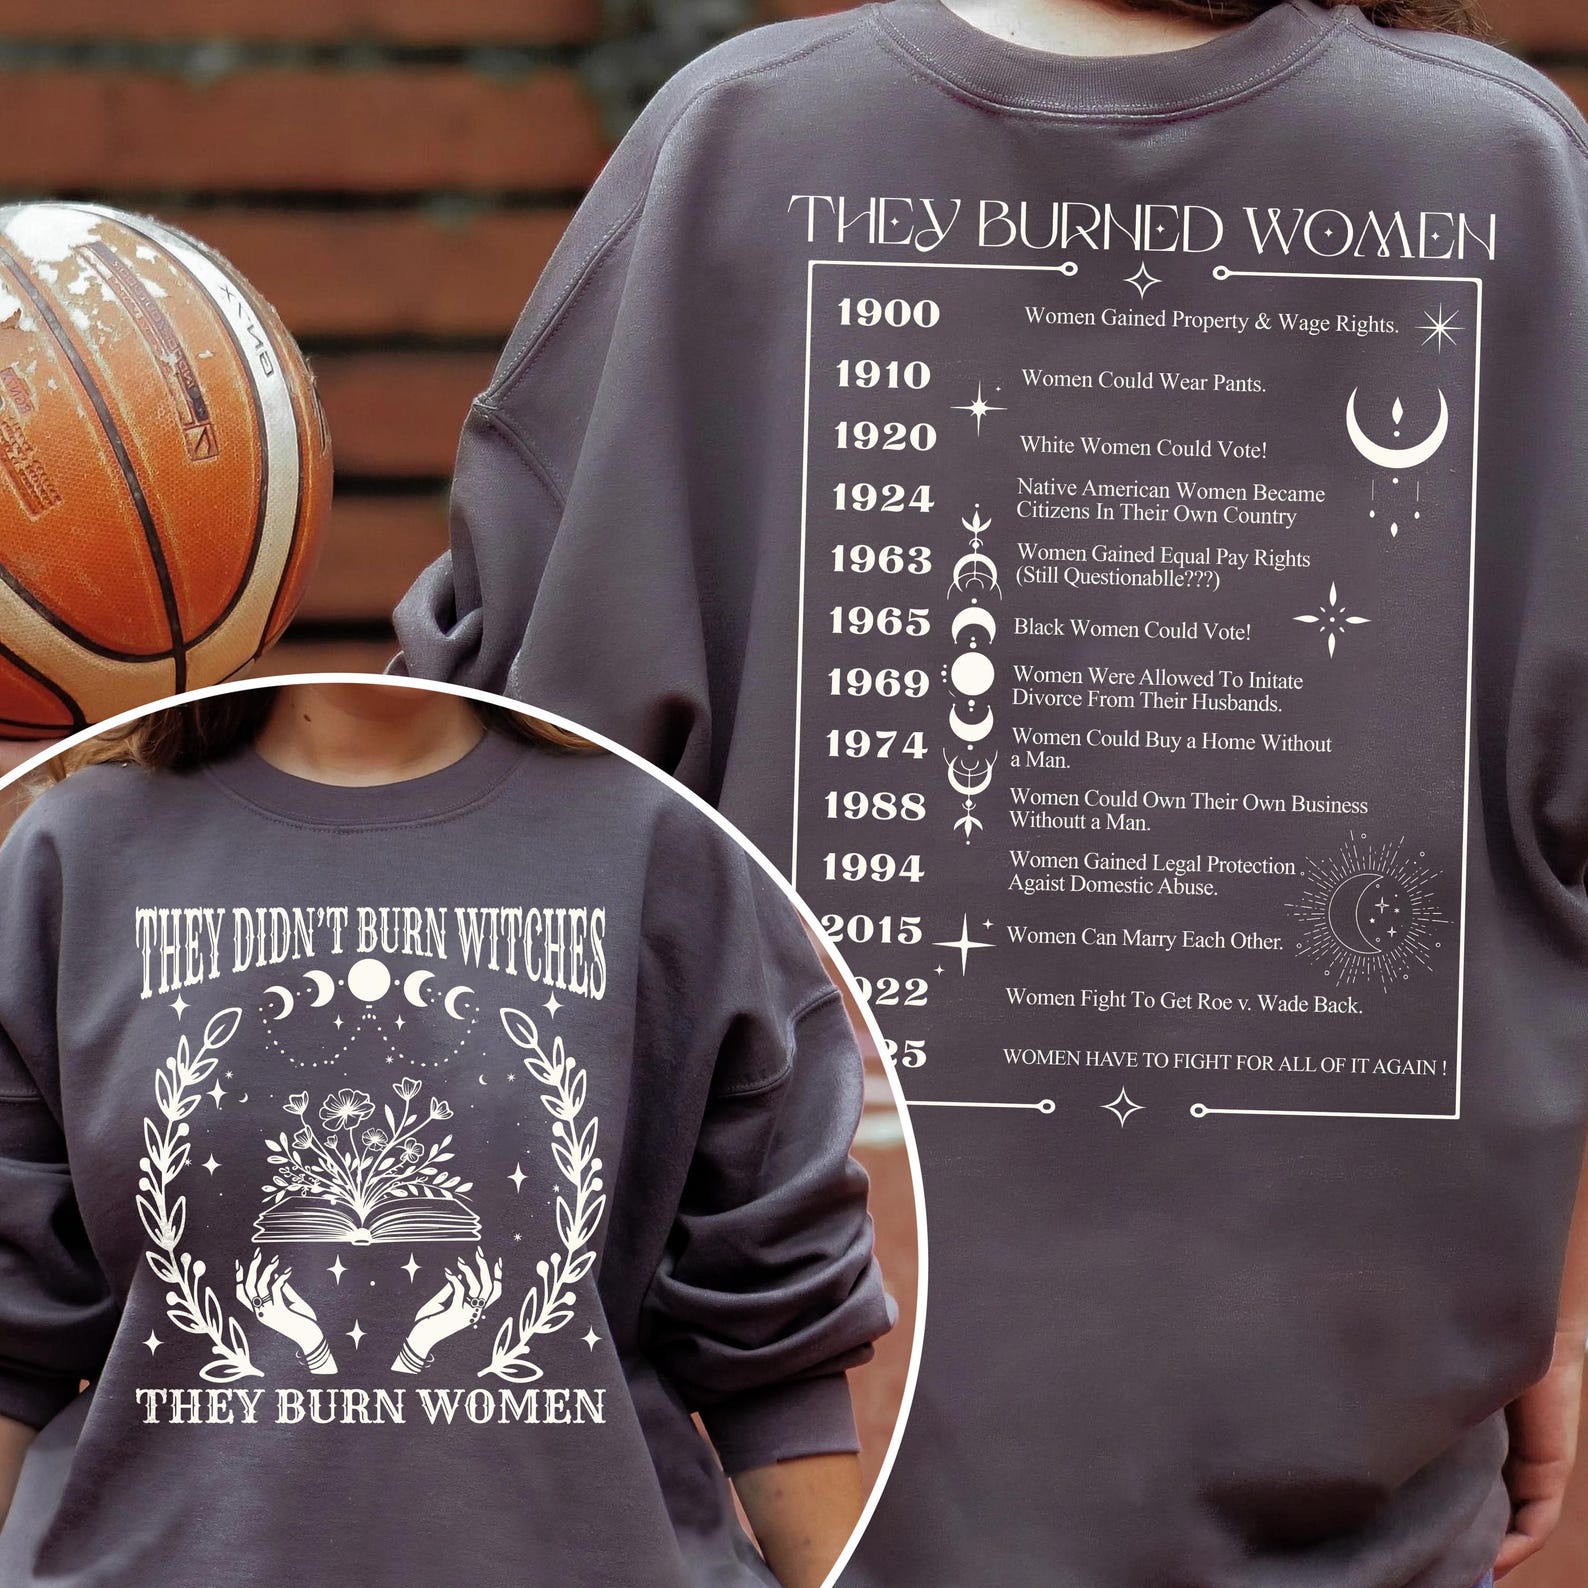 THEY BURNED WOMEN
1900 Women Gained Property & Wage Rights.
1910 Women Could Wear Pants.
1920 White Women Could Vote!
1924 Native American Women Became
Citizens In Their Own Country
1963 Women Gained Equal Pay Rights
(Still Questionablle???)
1965 Black Women Could Vote!
1969 Women Were Allowed To Initate
Divorce From Their Husbands.
1974 Women Could Buy a Home Without
a Man.
1988 Women Could Own Their Own Business
Withoutt a Man.
1994 Women Gained Legal Protection
Agaist Domestic Abuse.
2015 Women Can Marry Each Other.
022 Women Fight To Get Roe v. Wade Back.
25 WOMEN HAVE TO FIGHT FOR ALL OF IT AGAIN !
THEY DIDN'T BURN WITCHES
THEY BURN WOMEN